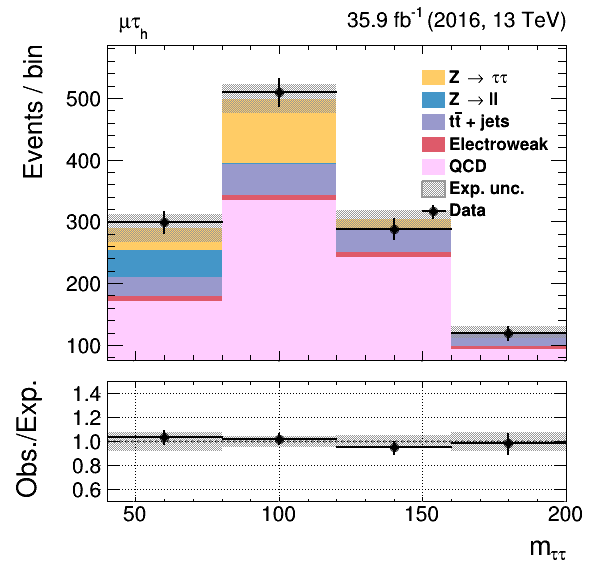 μτh 35.9 fb-1 (2016, 13 TeV)
Events / bin
500
400
300
200
100
Z → ττ
Z → ll
tt̄ + jets
Electroweak
QCD
Exp. unc.
Data
Obs./Exp.
1.4
1.2
1.0
0.8
0.6
50 100 150 200
mττ